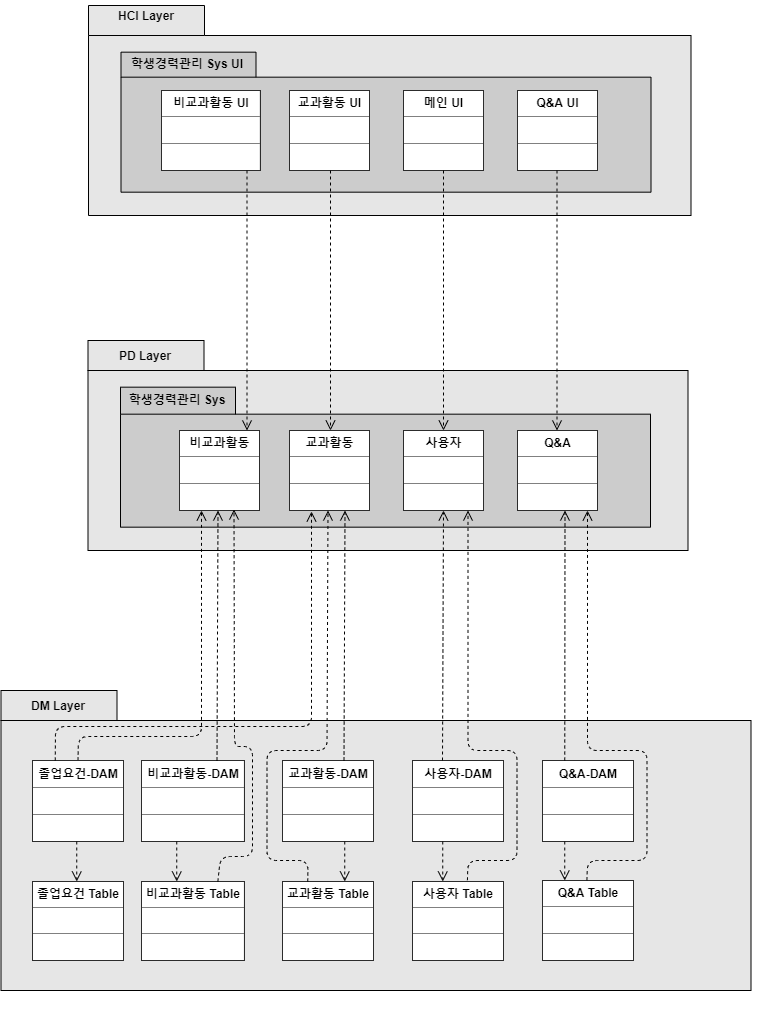 HCI Layer
학생경력관리 Sys UI
비교과활동 UI
교과활동 UI
메인 UI
Q&A UI
PD Layer
학생경력관리 Sys
비교과활동
교과활동
사용자
Q&A
DM Layer
졸업요건-DAM
비교과활동-DAM
교과활동-DAM
사용자-DAM
Q&A-DAM
졸업요건 Table
비교과활동 Table
교과활동 Table
사용자 Table
Q&A Table